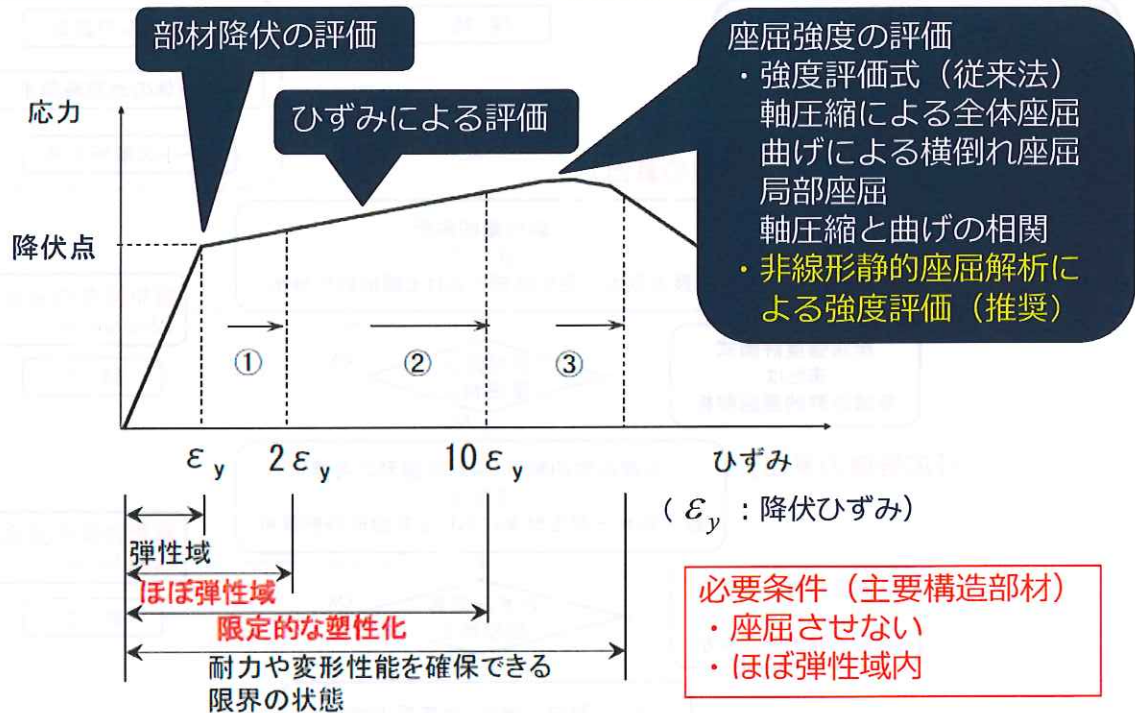 部材降伏の評価
ひずみによる評価
座屈強度の評価
・強度評価式（従来法）
軸圧縮による全体座屈
曲げによる横倒れ座屈
局部座屈
軸圧縮と曲げの相関
・非線形静的座屈解析に
よる強度評価（推奨）
応力
降伏点
① ② ③
εy 2εy 10εy ひずみ
（ εy ：降伏ひずみ）
弾性域
ほぼ弾性域
限定的な塑性化
耐力や変形性能を確保できる
限界の状態
必要条件（主要構造部材）
・座屈させない
・ほぼ弾性域内